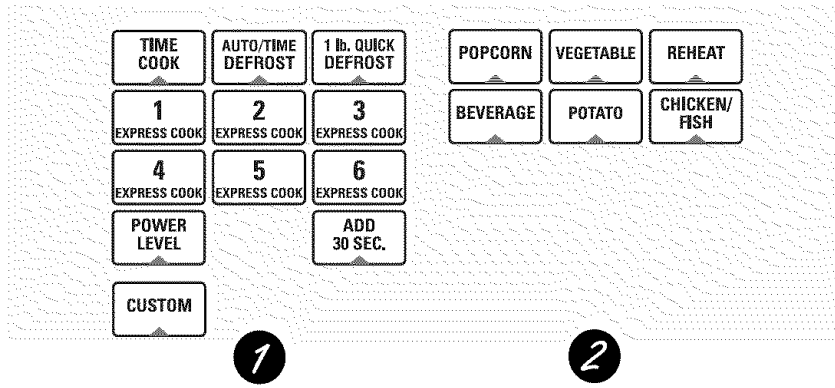 TIME
COOK
AUTO/TIME
DEFROST
1 lb. QUICK
DEFROST
1
EXPRESS COOK
2
EXPRESS COOK
3
EXPRESS COOK
4
EXPRESS COOK
5
EXPRESS COOK
6
EXPRESS COOK
POWER
LEVEL
ADD
30 SEC.
CUSTOM
1
POPCORN
VEGETABLE
REHEAT
BEVERAGE
POTATO
CHICKEN/
FISH
2